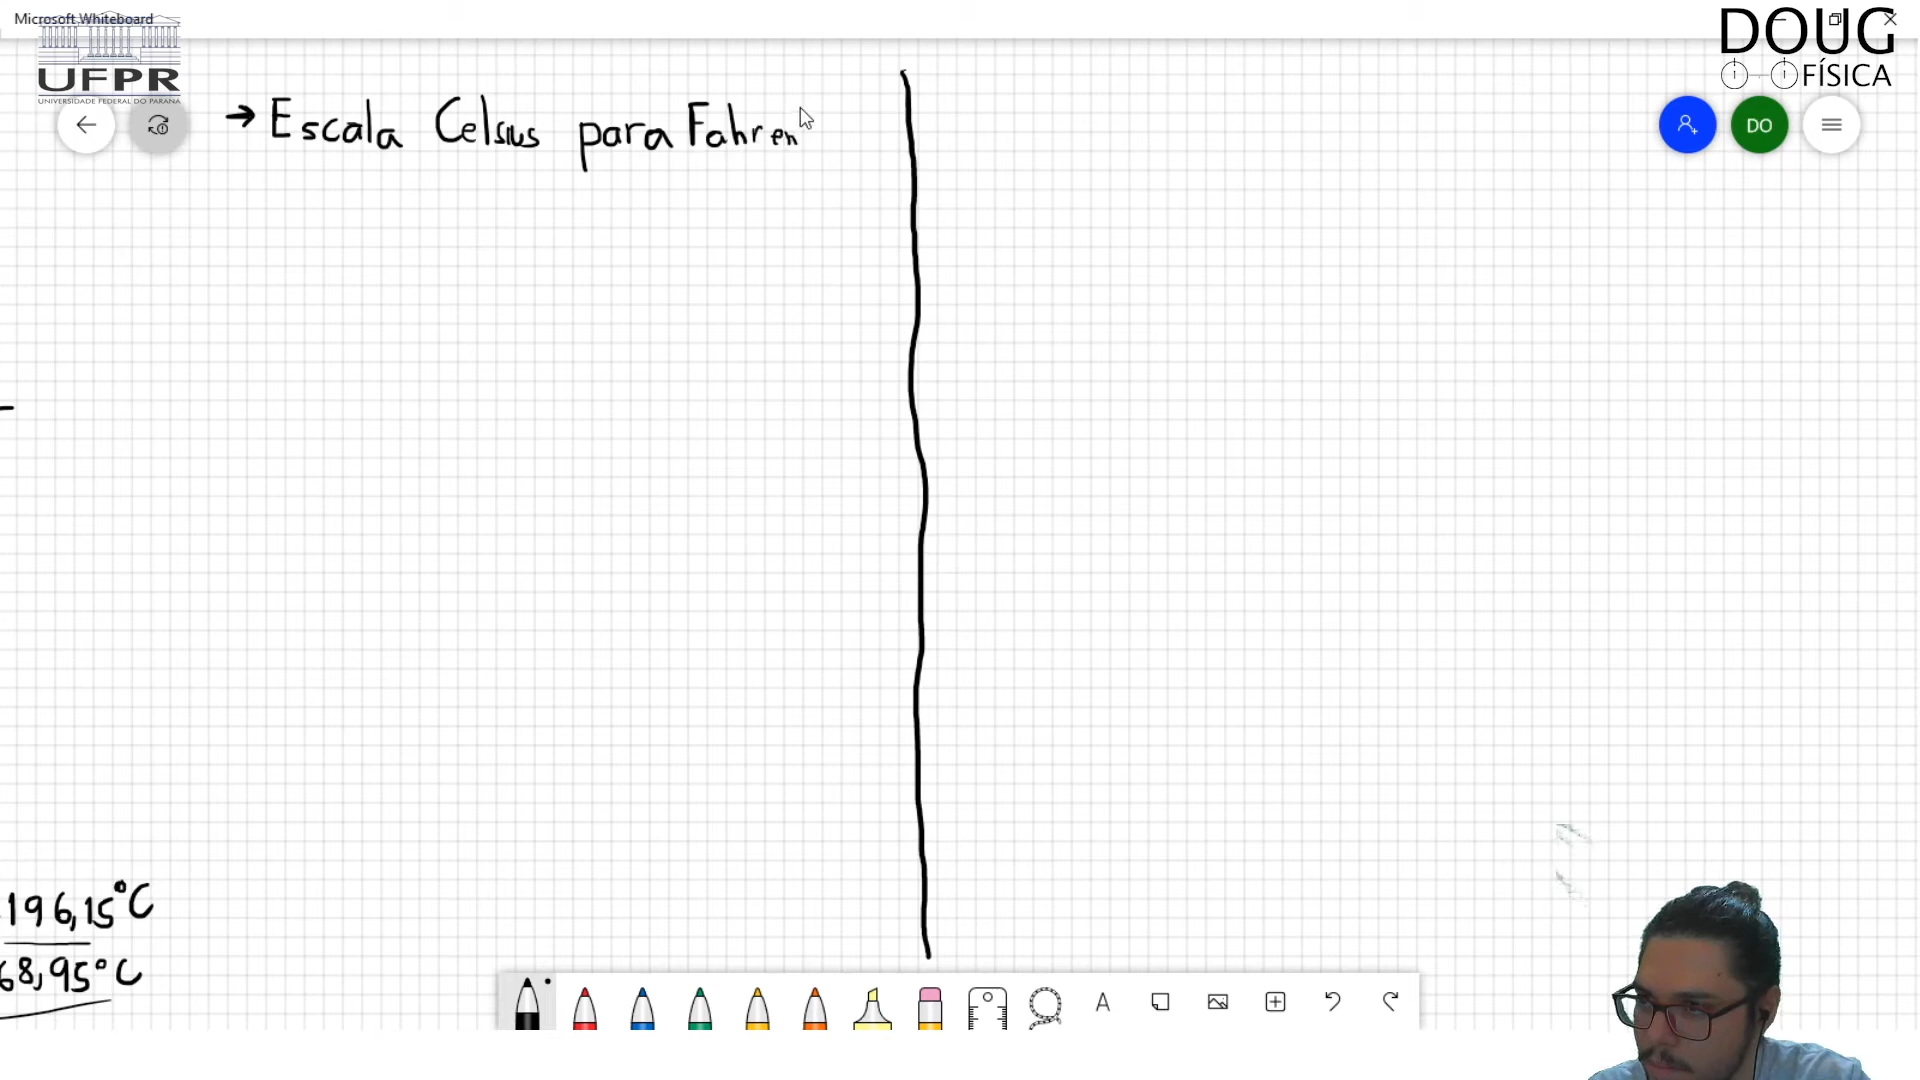 Microsoft Whiteboard
UFPR
UNIVERSIDADE FEDERAL DO PARANÁ
DOUG
FÍSICA
DO
→ Escala Celsius para Fahren
196,15°C
68,95°C
A